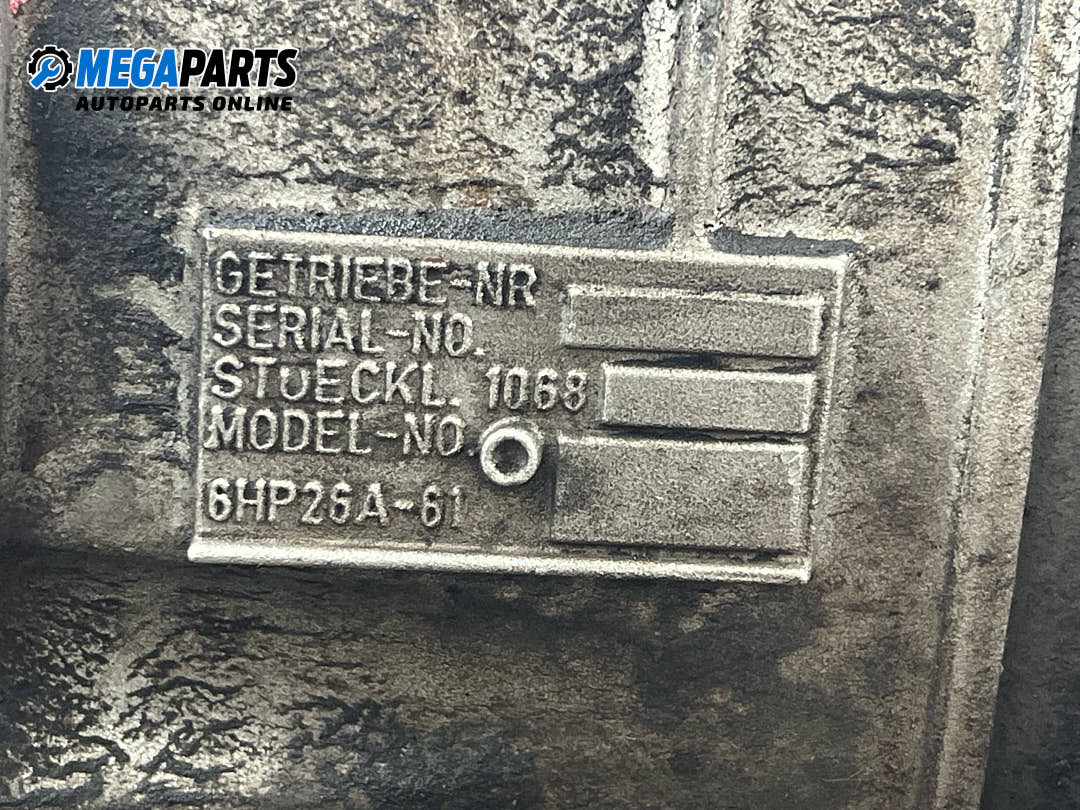 MEGAPARTS
AUTOPARTS ONLINE
GETRIEBE-NR
SERIAL-NO.
STUECKL. 1068
MODEL-NO.
6HP26A-61